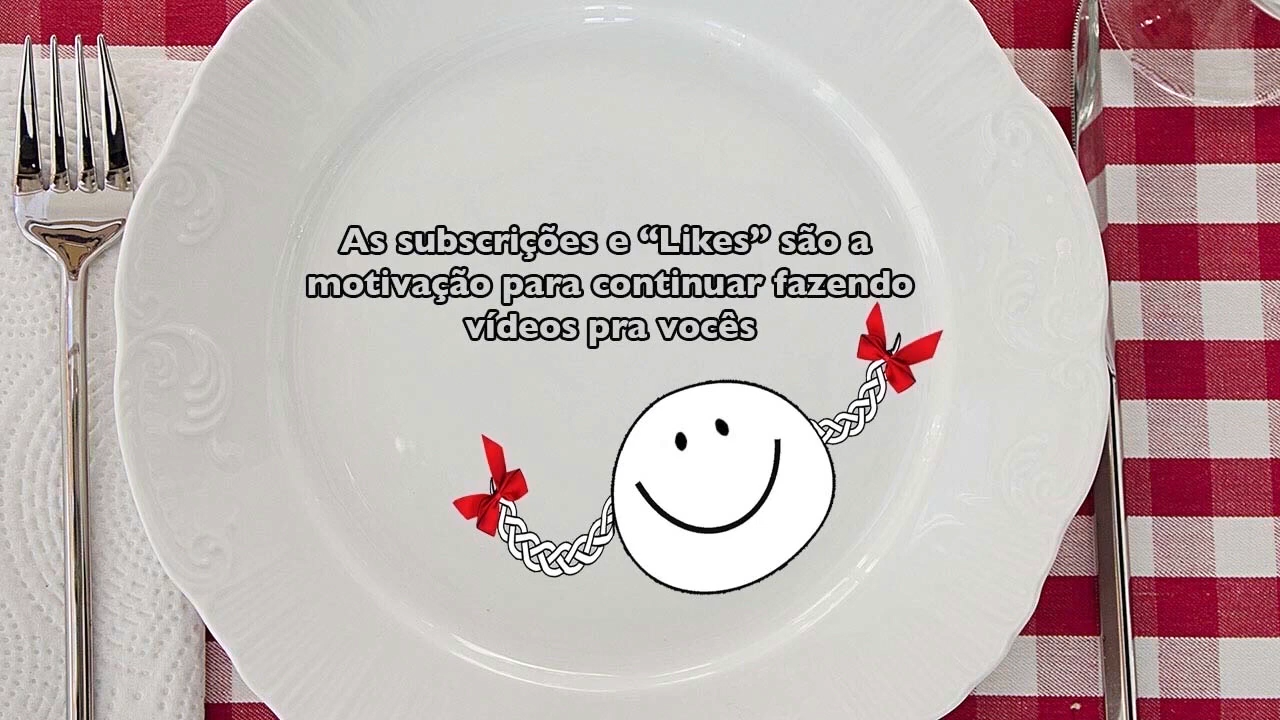 As subscrições e “Likes” são a
motivação para continuar fazendo
vídeos pra vocês